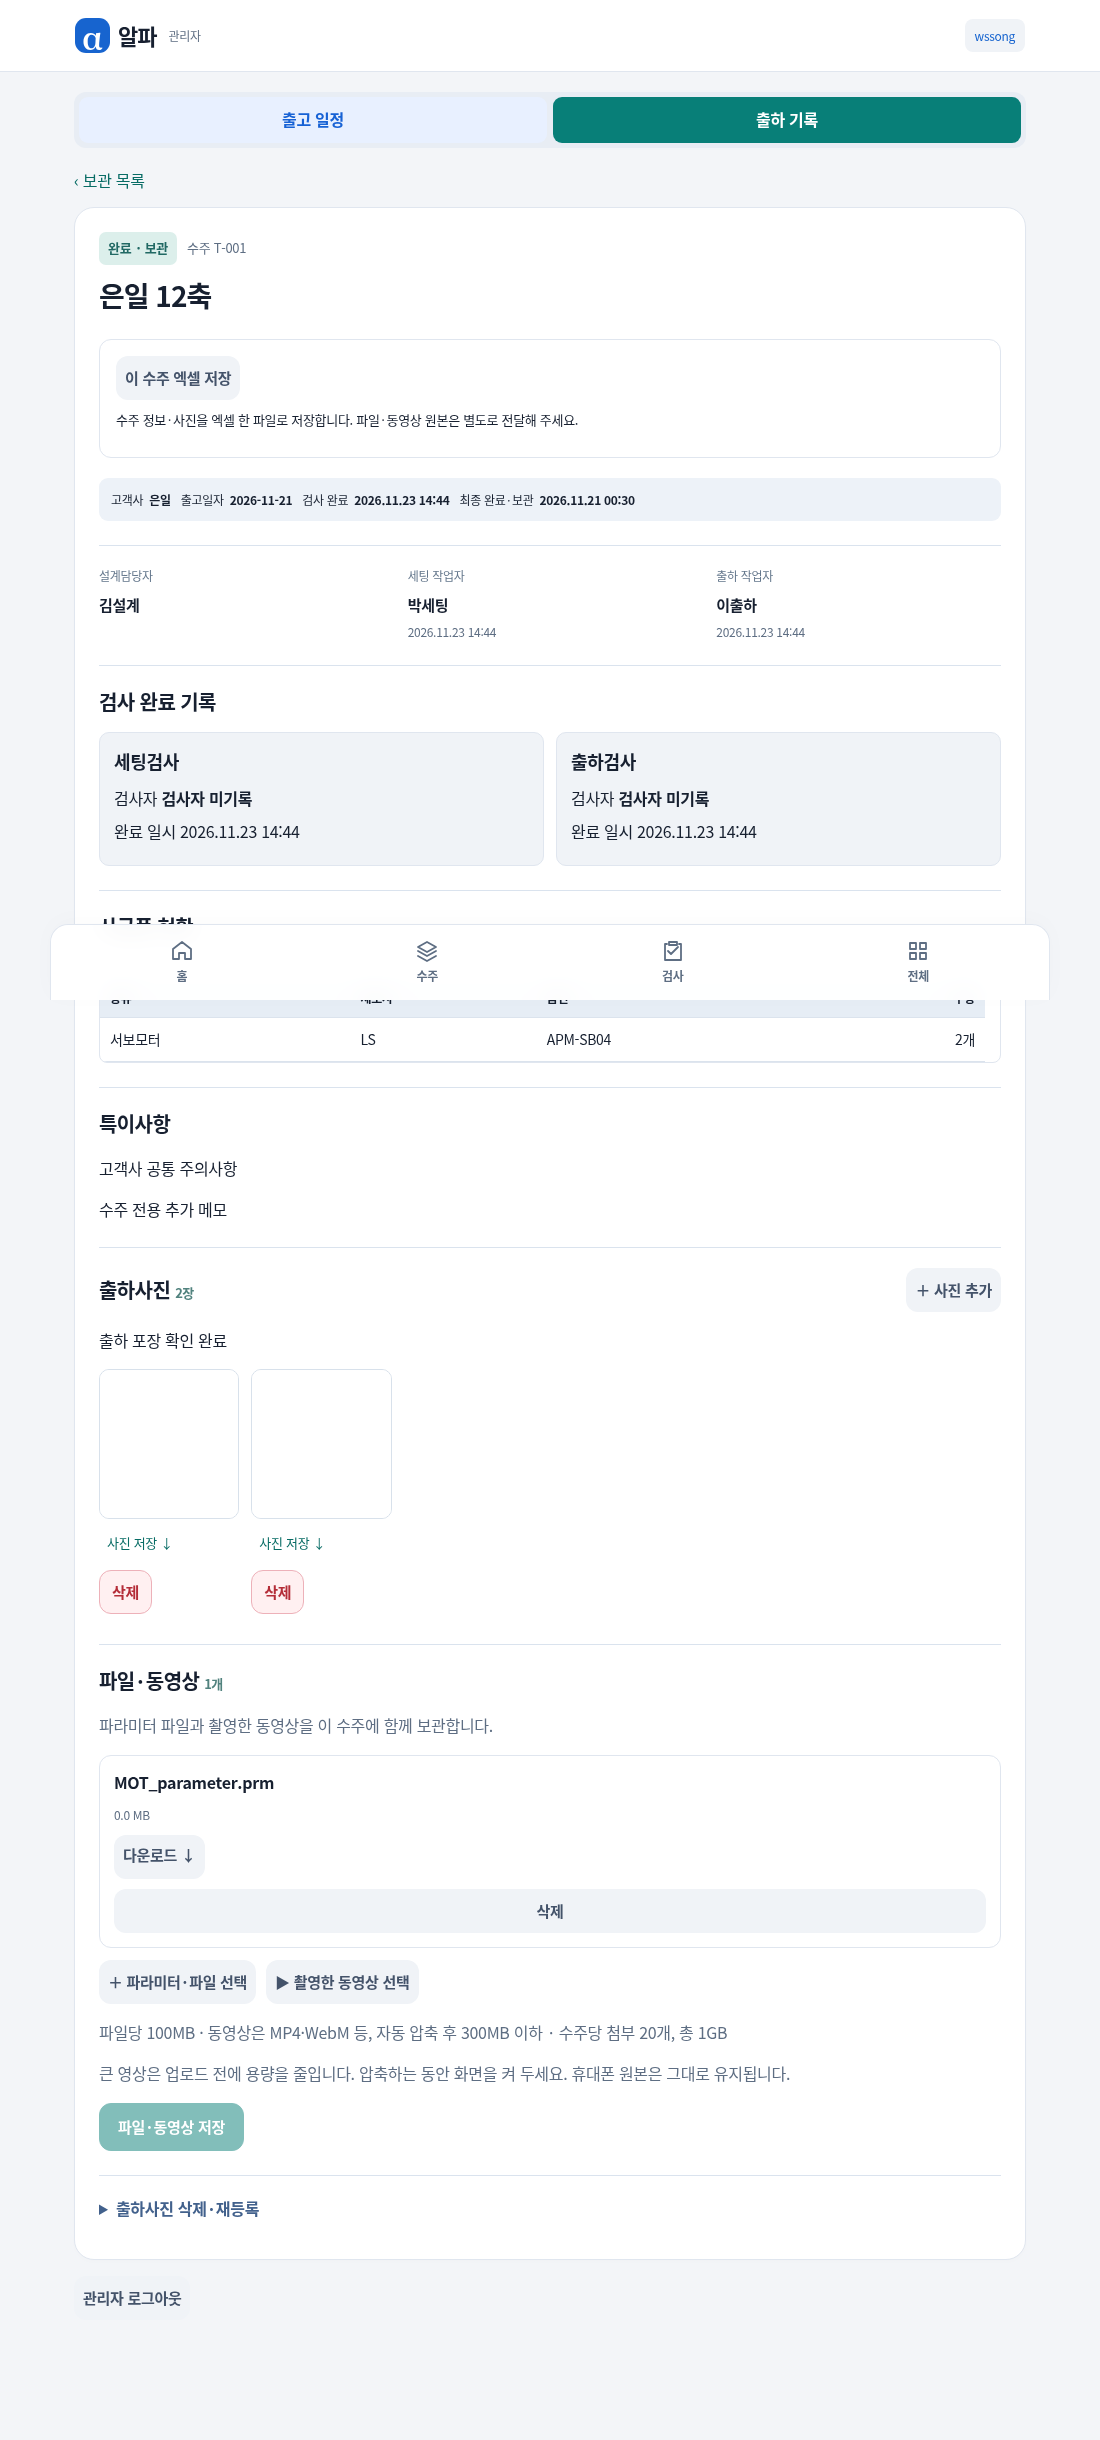 α 알파 관리자
wssong
출고 일정
출하 기록
‹ 보관 목록
완료 · 보관 수주 T-001
은일 12축
이 수주 엑셀 저장
수주 정보·사진을 엑셀 한 파일로 저장합니다. 파일·동영상 원본은 별도로 전달해 주세요.
고객사 은일 출고일자 2026-11-21 검사 완료 2026.11.23 14:44 최종 완료·보관 2026.11.21 00:30
설계담당자
김설계
세팅 작업자
박세팅
2026.11.23 14:44
출하 작업자
이출하
2026.11.23 14:44
검사 완료 기록
세팅검사
검사자 검사자 미기록
완료 일시 2026.11.23 14:44
출하검사
검사자 검사자 미기록
완료 일시 2026.11.23 14:44
홈
수주
검사
전체
서보모터 LS APM-SB04 2개
특이사항
고객사 공통 주의사항
수주 전용 추가 메모
출하사진 2장
+ 사진 추가
출하 포장 확인 완료
사진 저장 ↓
사진 저장 ↓
삭제
삭제
파일·동영상 1개
파라미터 파일과 촬영한 동영상을 이 수주에 함께 보관합니다.
MOT_parameter.prm
0.0 MB
다운로드 ↓
삭제
+ 파라미터·파일 선택
▶ 촬영한 동영상 선택
파일당 100MB · 동영상은 MP4·WebM 등, 자동 압축 후 300MB 이하 · 수주당 첨부 20개, 총 1GB
큰 영상은 업로드 전에 용량을 줄입니다. 압축하는 동안 화면을 켜 두세요. 휴대폰 원본은 그대로 유지됩니다.
파일·동영상 저장
▶ 출하사진 삭제·재등록
관리자 로그아웃